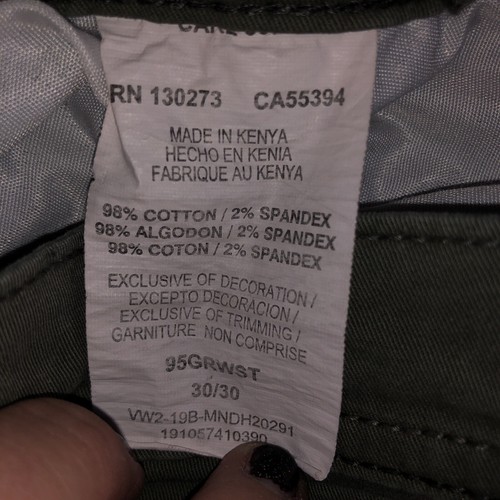 RN 130273 CA55394
MADE IN KENYA
HECHO EN KENIA
FABRIQUE AU KENYA
98% COTTON / 2% SPANDEX
98% ALGODON / 2% SPANDEX
98% COTON / 2% SPANDEX
EXCLUSIVE OF DECORATION /
EXCEPTO DECORACION /
EXCLUSIVE OF TRIMMING /
GARNITURE NON COMPRISE
95GRWST
30/30
VW2-19B-MNDH20291
191057410390